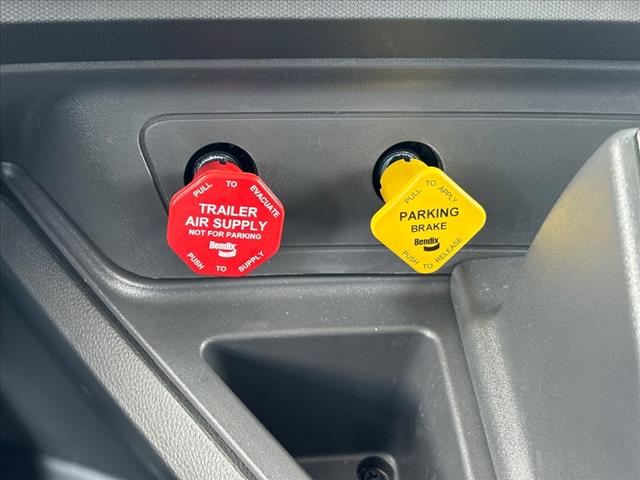 PULL TO EVACUATE
TRAILER
AIR SUPPLY
NOT FOR PARKING
Bendix
PUSH TO SUPPLY
PULL TO APPLY
PARKING
BRAKE
Bendix
PUSH TO RELEASE